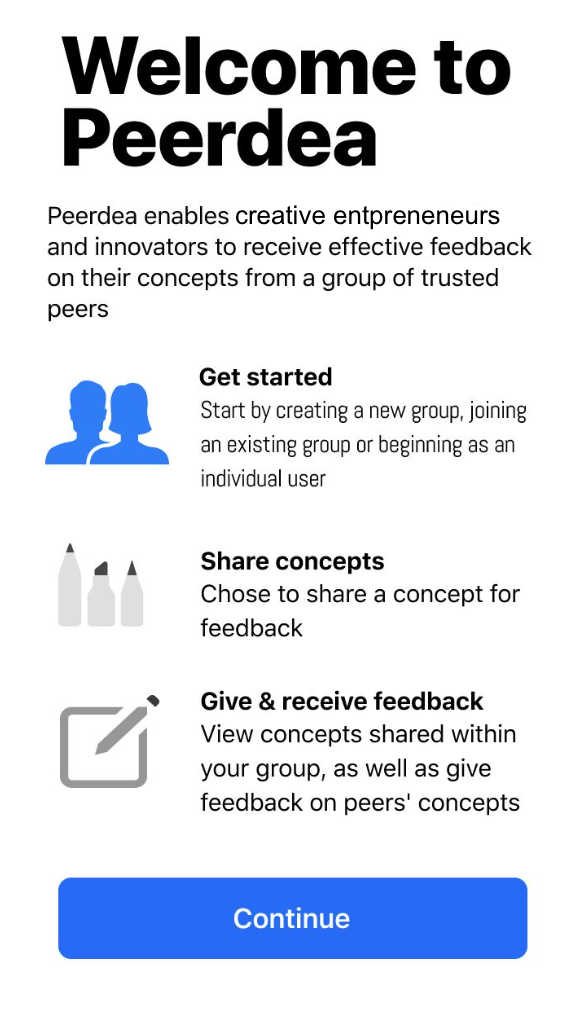 Welcome to
Peerdea
Peerdea enables creative entpreneneurs
and innovators to receive effective feedback
on their concepts from a group of trusted
peers
Get started
Start by creating a new group, joining
an existing group or beginning as an
individual user
Share concepts
Chose to share a concept for
feedback
Give & receive feedback
View concepts shared within
your group, as well as give
feedback on peers' concepts
Continue